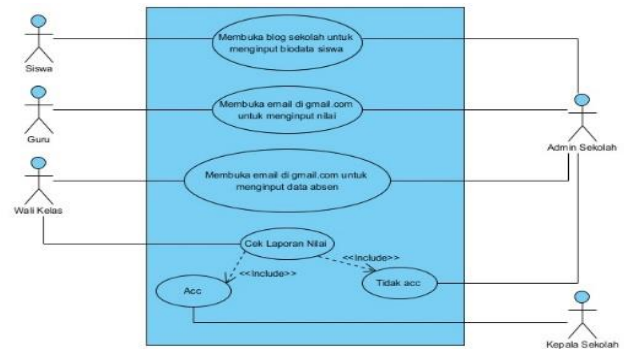 Membuka blog sekolah untuk
menginput biodata siswa
Siswa
Membuka email di gmail.com
untuk menginput nilai
Guru
Admin Sekolah
Membuka email di gmail.com untuk
menginput data absen
Wali Kelas
Cek Laporan Nilai
<<Include>>
<<Include>>
Acc
Tidak acc
Kepala Sekolah